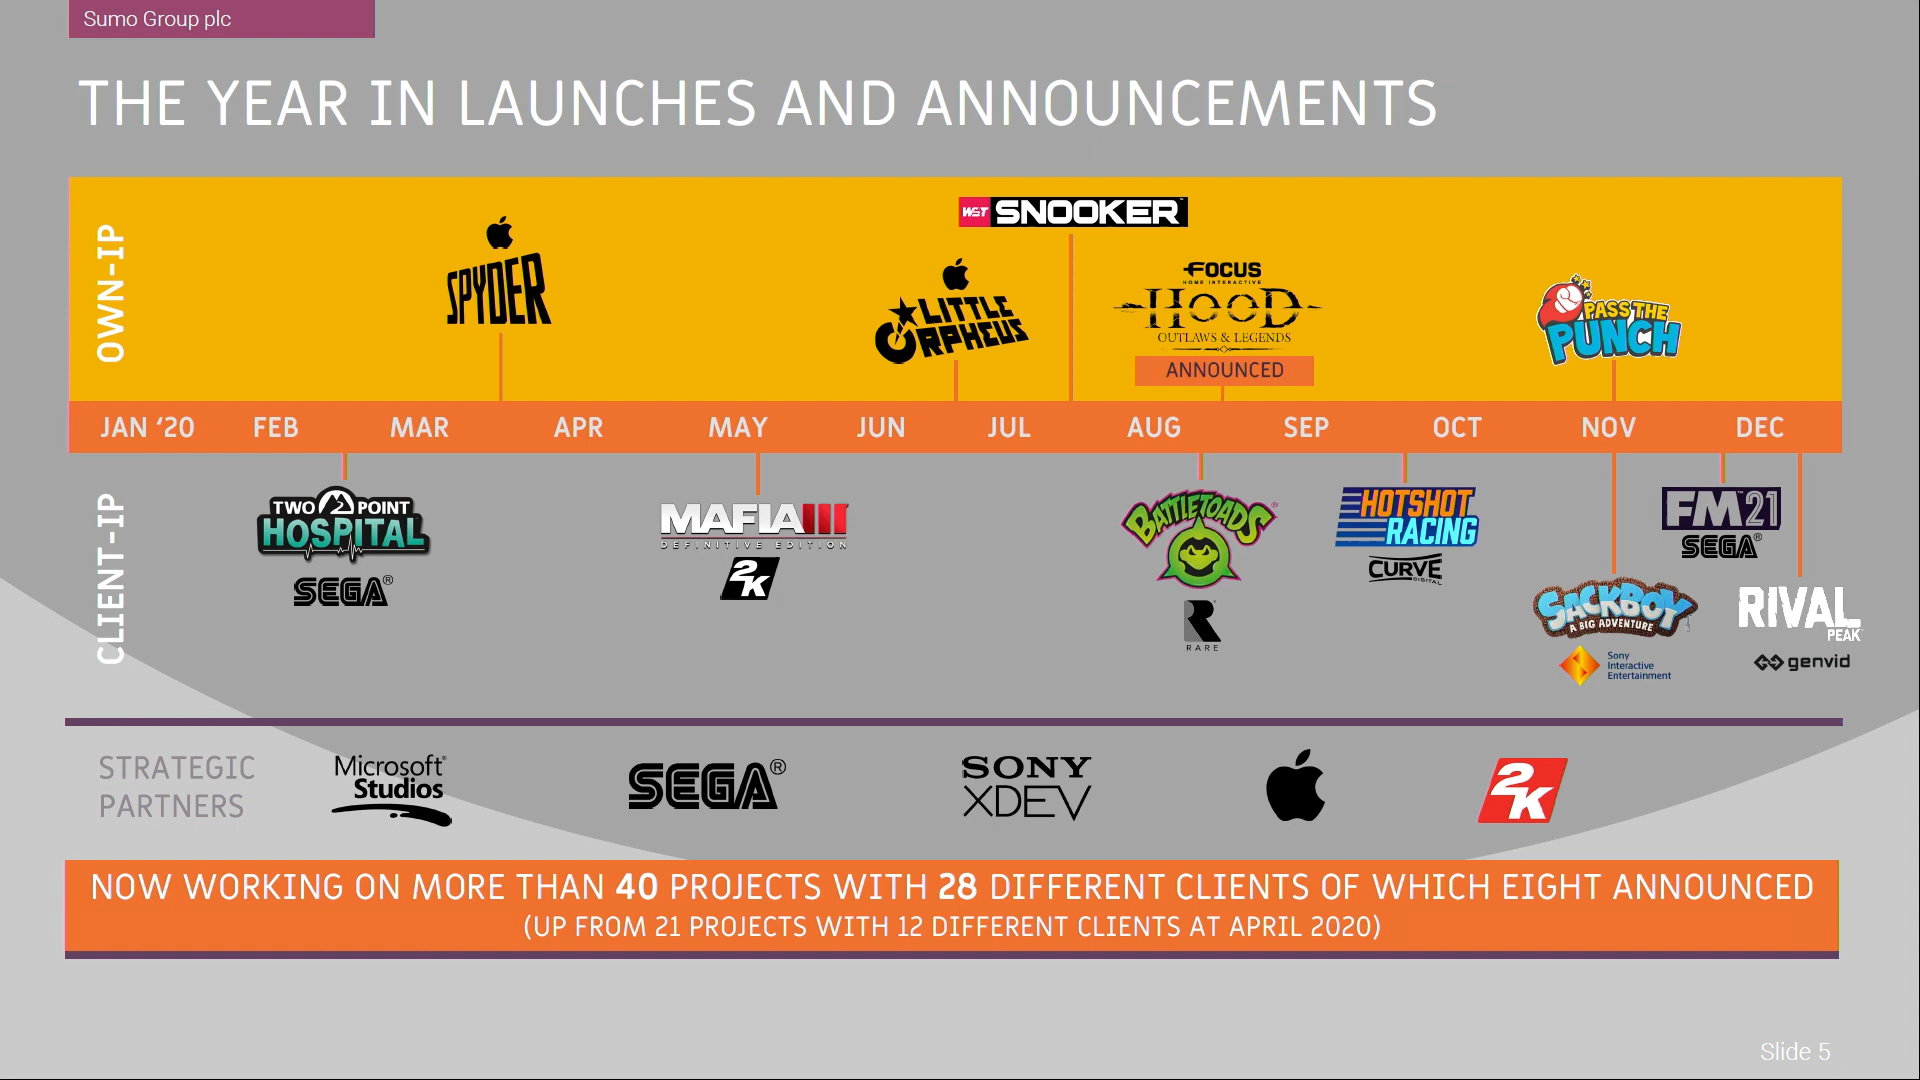 Sumo Group plc
THE YEAR IN LAUNCHES AND ANNOUNCEMENTS
OWN-IP
SPYDER
LITTLE
ORPHEUS
WST SNOOKER
FOCUS
HOME INTERACTIVE
HOOD
OUTLAWS & LEGENDS
ANNOUNCED
PASS THE
PUNCH
JAN ‘20 FEB MAR APR MAY JUN JUL AUG SEP OCT NOV DEC
CLIENT-IP
TWO POINT
HOSPITAL
SEGA®
MAFIA III
DEFINITIVE EDITION
2K
BATTLETOADS®
R
RARE
HOTSHOT
RACING
CURVE
DIGITAL
SACKBOY
A BIG ADVENTURE
Sony
Interactive
Entertainment
FM™21
SEGA®
RIVAL
PEAK
genvid
STRATEGIC
PARTNERS
Microsoft®
Studios
SEGA®
SONY
XDEV
2K
NOW WORKING ON MORE THAN 40 PROJECTS WITH 28 DIFFERENT CLIENTS OF WHICH EIGHT ANNOUNCED
(UP FROM 21 PROJECTS WITH 12 DIFFERENT CLIENTS AT APRIL 2020)
Slide 5